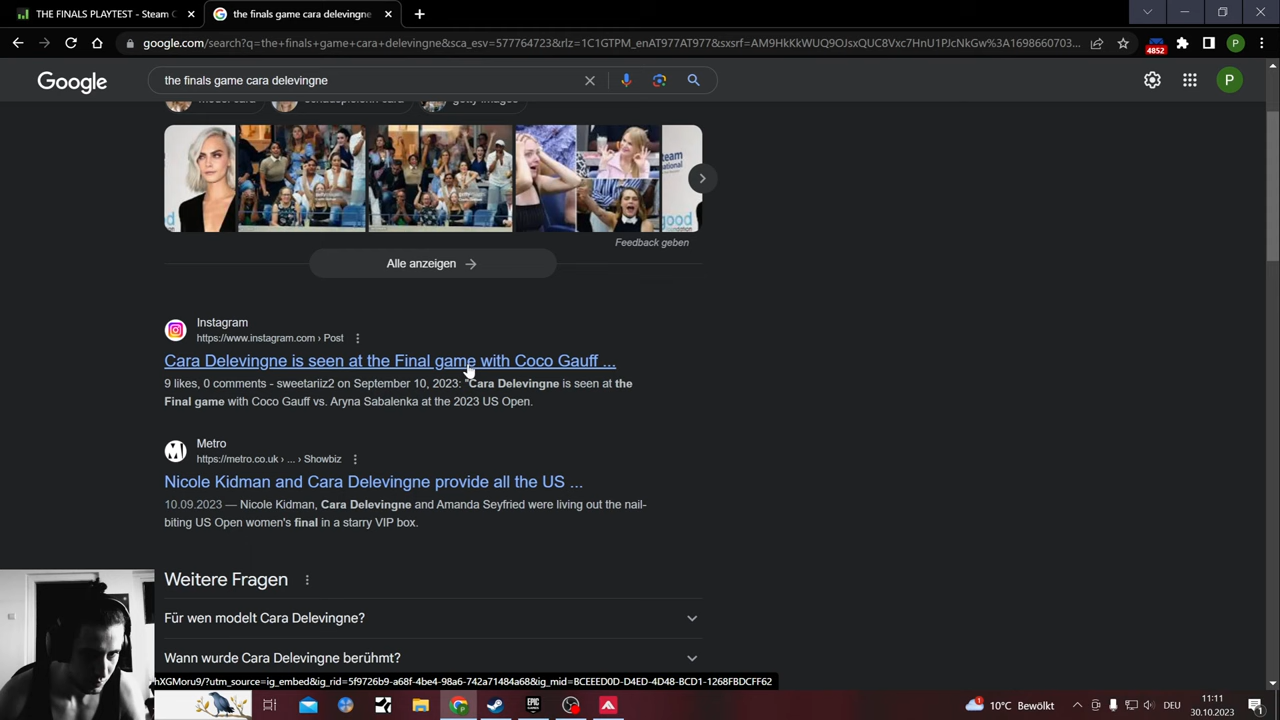 THE FINALS PLAYTEST - Steam C
the finals game cara delevingne
google.com/search?q=the+finals+game+cara+delevingne&sca_esv=577764723&rlz=1C1GTPM_enAT977AT977&sxsrf=AM9HkKkWUQ9OJsxQUC8Vxc7HnU1PJcNkGw%3A1698660703...
4852
P
Google
the finals game cara delevingne
P
Feedback geben
Alle anzeigen
Instagram
https://www.instagram.com › Post
Cara Delevingne is seen at the Final game with Coco Gauff ...
9 likes, 0 comments - sweetariiz2 on September 10, 2023: "Cara Delevingne is seen at the
Final game with Coco Gauff vs. Aryna Sabalenka at the 2023 US Open.
Metro
https://metro.co.uk › ... › Showbiz
Nicole Kidman and Cara Delevingne provide all the US ...
10.09.2023 — Nicole Kidman, Cara Delevingne and Amanda Seyfried were living out the nail-
biting US Open women's final in a starry VIP box.
Weitere Fragen
Für wen modelt Cara Delevingne?
Wann wurde Cara Delevingne berühmt?
nXGMoru9/?utm_source=ig_embed&ig_rid=5f9726b9-a68f-4be4-98a6-742a71484a68&ig_mid=BCEEED0D-D4ED-4D48-BCD1-1268FBDCFF62
10°C Bewölkt
DEU
11:11
30.10.2023